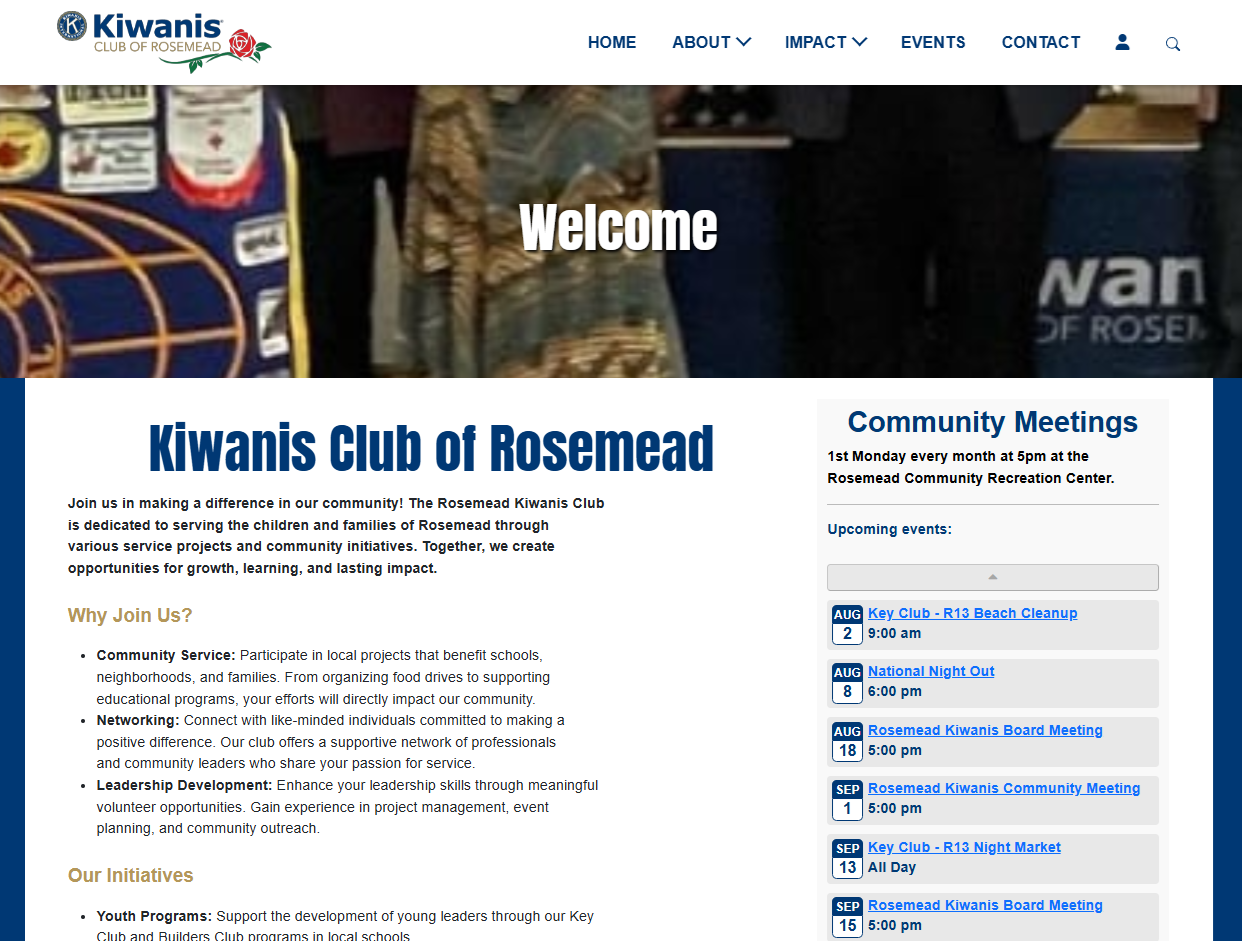 Kiwanis
CLUB OF ROSEMEAD
HOME ABOUT IMPACT EVENTS CONTACT
Welcome
wan
OF ROSEM
Kiwanis Club of Rosemead
Join us in making a difference in our community! The Rosemead Kiwanis Club
is dedicated to serving the children and families of Rosemead through
various service projects and community initiatives. Together, we create
opportunities for growth, learning, and lasting impact.
Why Join Us?
Community Service: Participate in local projects that benefit schools,
neighborhoods, and families. From organizing food drives to supporting
educational programs, your efforts will directly impact our community.
Networking: Connect with like-minded individuals committed to making a
positive difference. Our club offers a supportive network of professionals
and community leaders who share your passion for service.
Leadership Development: Enhance your leadership skills through meaningful
volunteer opportunities. Gain experience in project management, event
planning, and community outreach.
Our Initiatives
Youth Programs: Support the development of young leaders through our Key
Club and Builders Club programs in local schools
Community Meetings
1st Monday every month at 5pm at the
Rosemead Community Recreation Center.
Upcoming events:
AUG
2
Key Club - R13 Beach Cleanup
9:00 am
AUG
8
National Night Out
6:00 pm
AUG
18
Rosemead Kiwanis Board Meeting
5:00 pm
SEP
1
Rosemead Kiwanis Community Meeting
5:00 pm
SEP
13
Key Club - R13 Night Market
All Day
SEP
15
Rosemead Kiwanis Board Meeting
5:00 pm